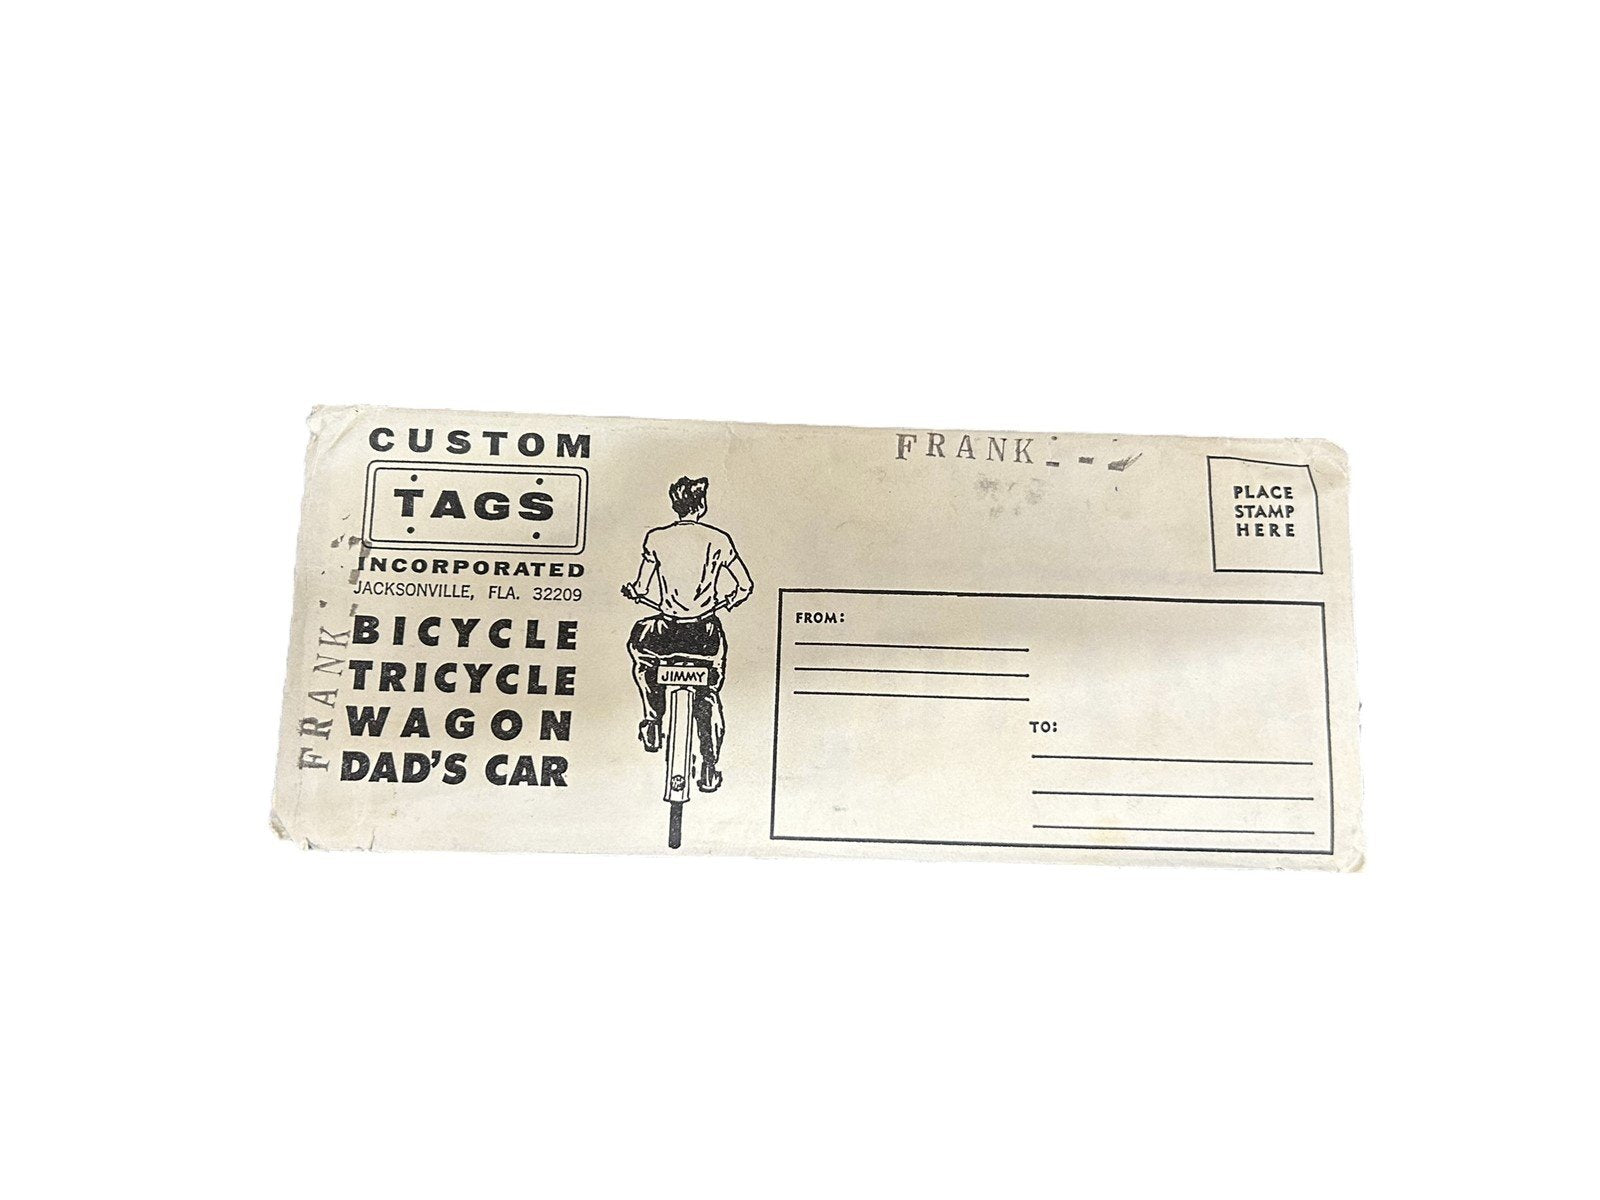 CUSTOM
TAGS
INCORPORATED
JACKSONVILLE, FLA. 32209
BICYCLE
TRICYCLE
WAGON
DAD'S CAR
FRANK
JIMMY
FRANK
PLACE
STAMP
HERE
FROM:
TO: